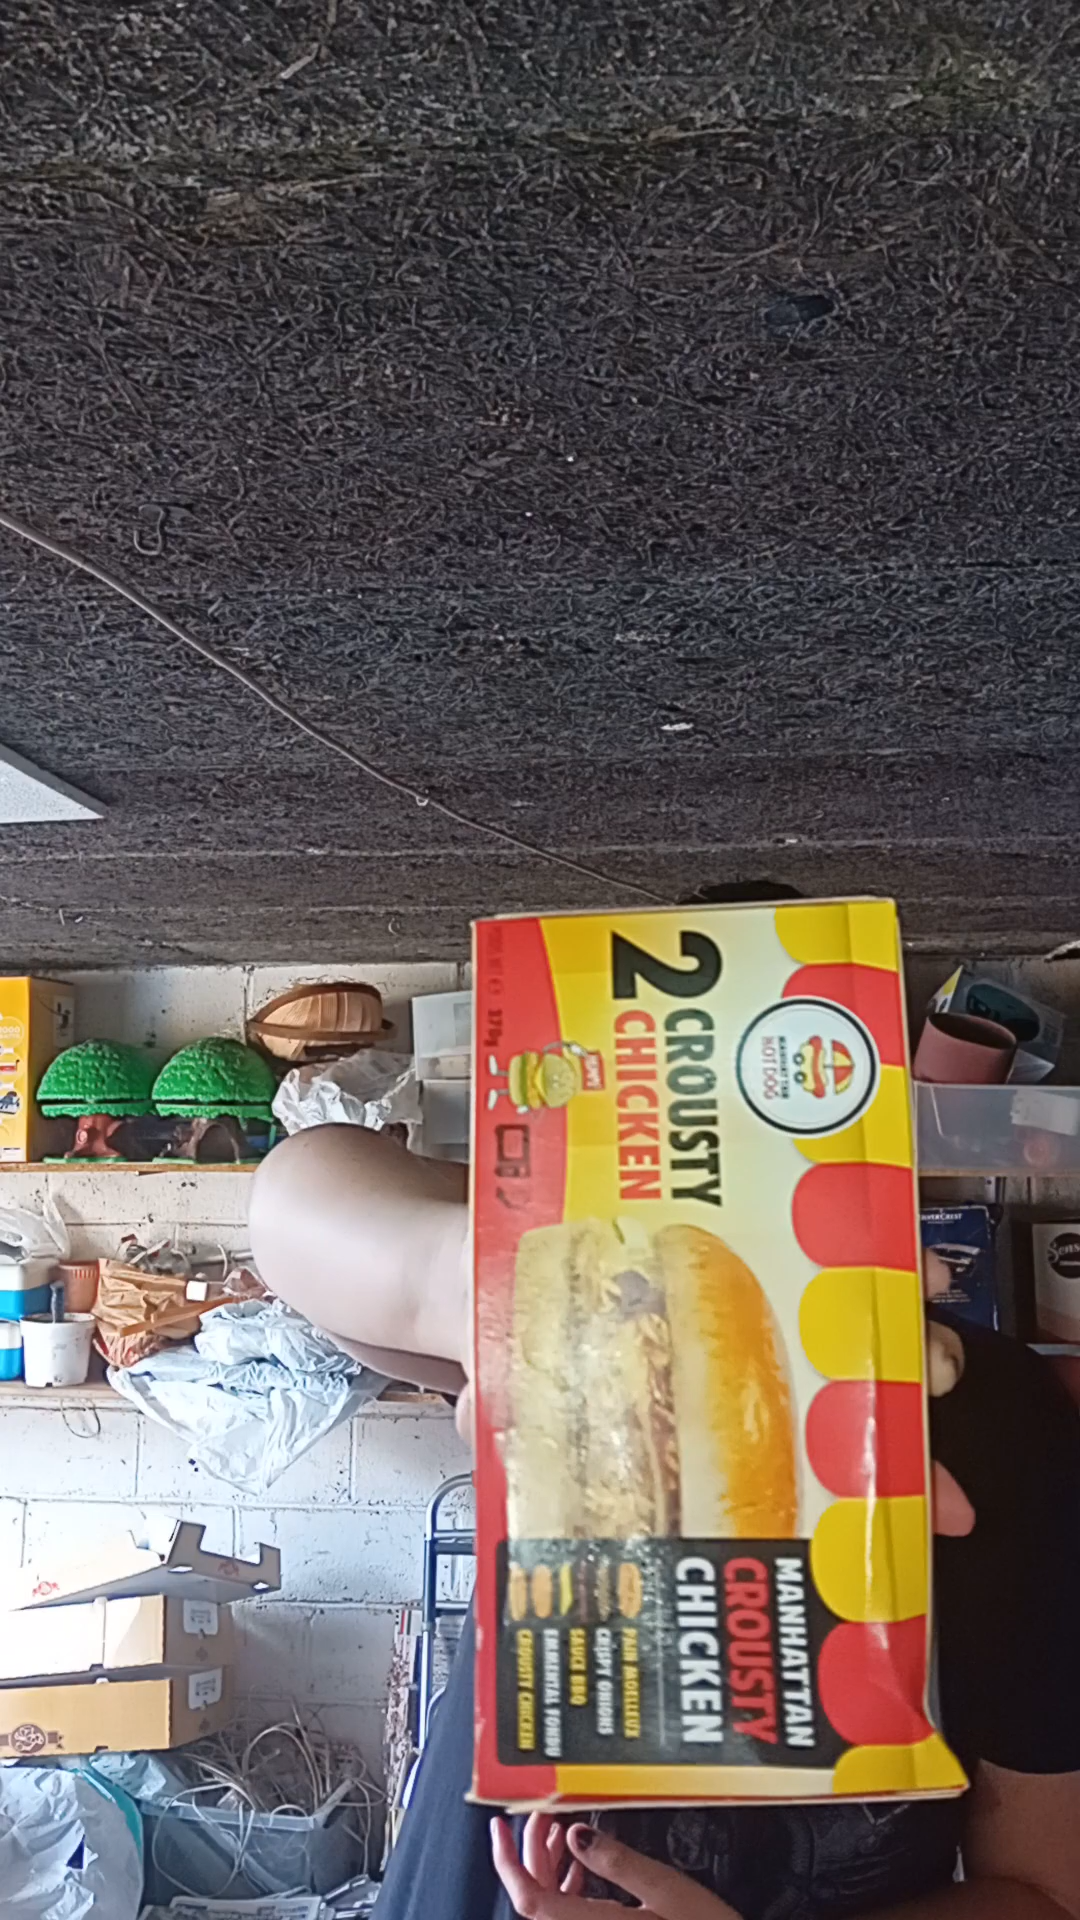 MANHATTAN
HOT DOG
2 CROUSTY
CHICKEN
MANHATTAN
CROUSTY
CHICKEN
PAIN MOELLEUX
CRISPY ONIONS
SAUCE BBQ
EMMENTAL FONDU
CROUSTY CHICKEN
SILVERCREST